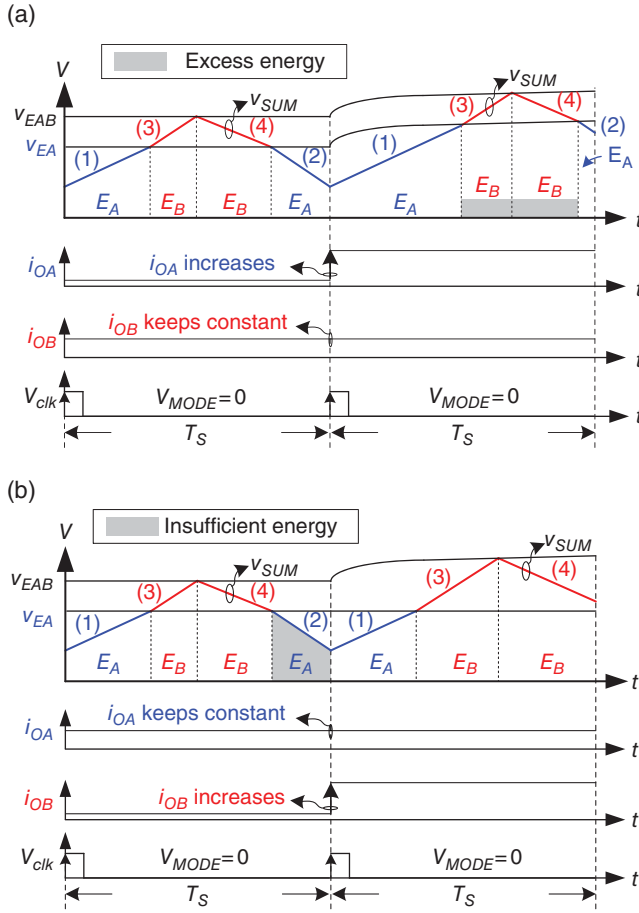 (a)
Excess energy
V
vEAB
vEA
(1)
(3)
(4)
vSUM
(2)
(1)
(3)
vSUM
(4)
(2)
EA
EA
EB
EB
EA
EA
EB
EB
t
iOA
iOA increases
t
iOB
iOB keeps constant
t
Vclk
VMODE=0
VMODE=0
t
TS
TS
(b)
Insufficient energy
V
vEAB
vEA
(1)
(3)
(4)
vSUM
(2)
(1)
(3)
vSUM
(4)
EA
EB
EB
EA
EA
EB
EB
t
iOA
iOA keeps constant
t
iOB
iOB increases
t
Vclk
VMODE=0
VMODE=0
t
TS
TS